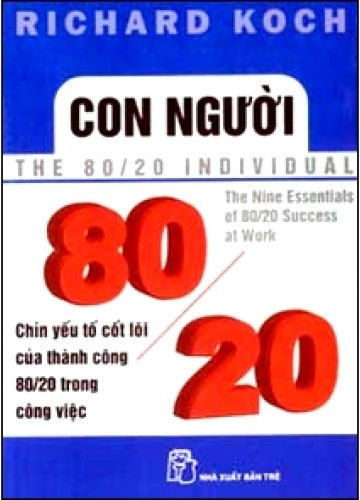 RICHARD KOCH
CON NGƯỜI
THE 80/20 INDIVIDUAL
The Nine Essentials
of 80/20 Success
at Work
80/20
Chín yếu tố cốt lõi
của thành công
80/20 trong
công việc
NHÀ XUẤT BẢN TRẺ